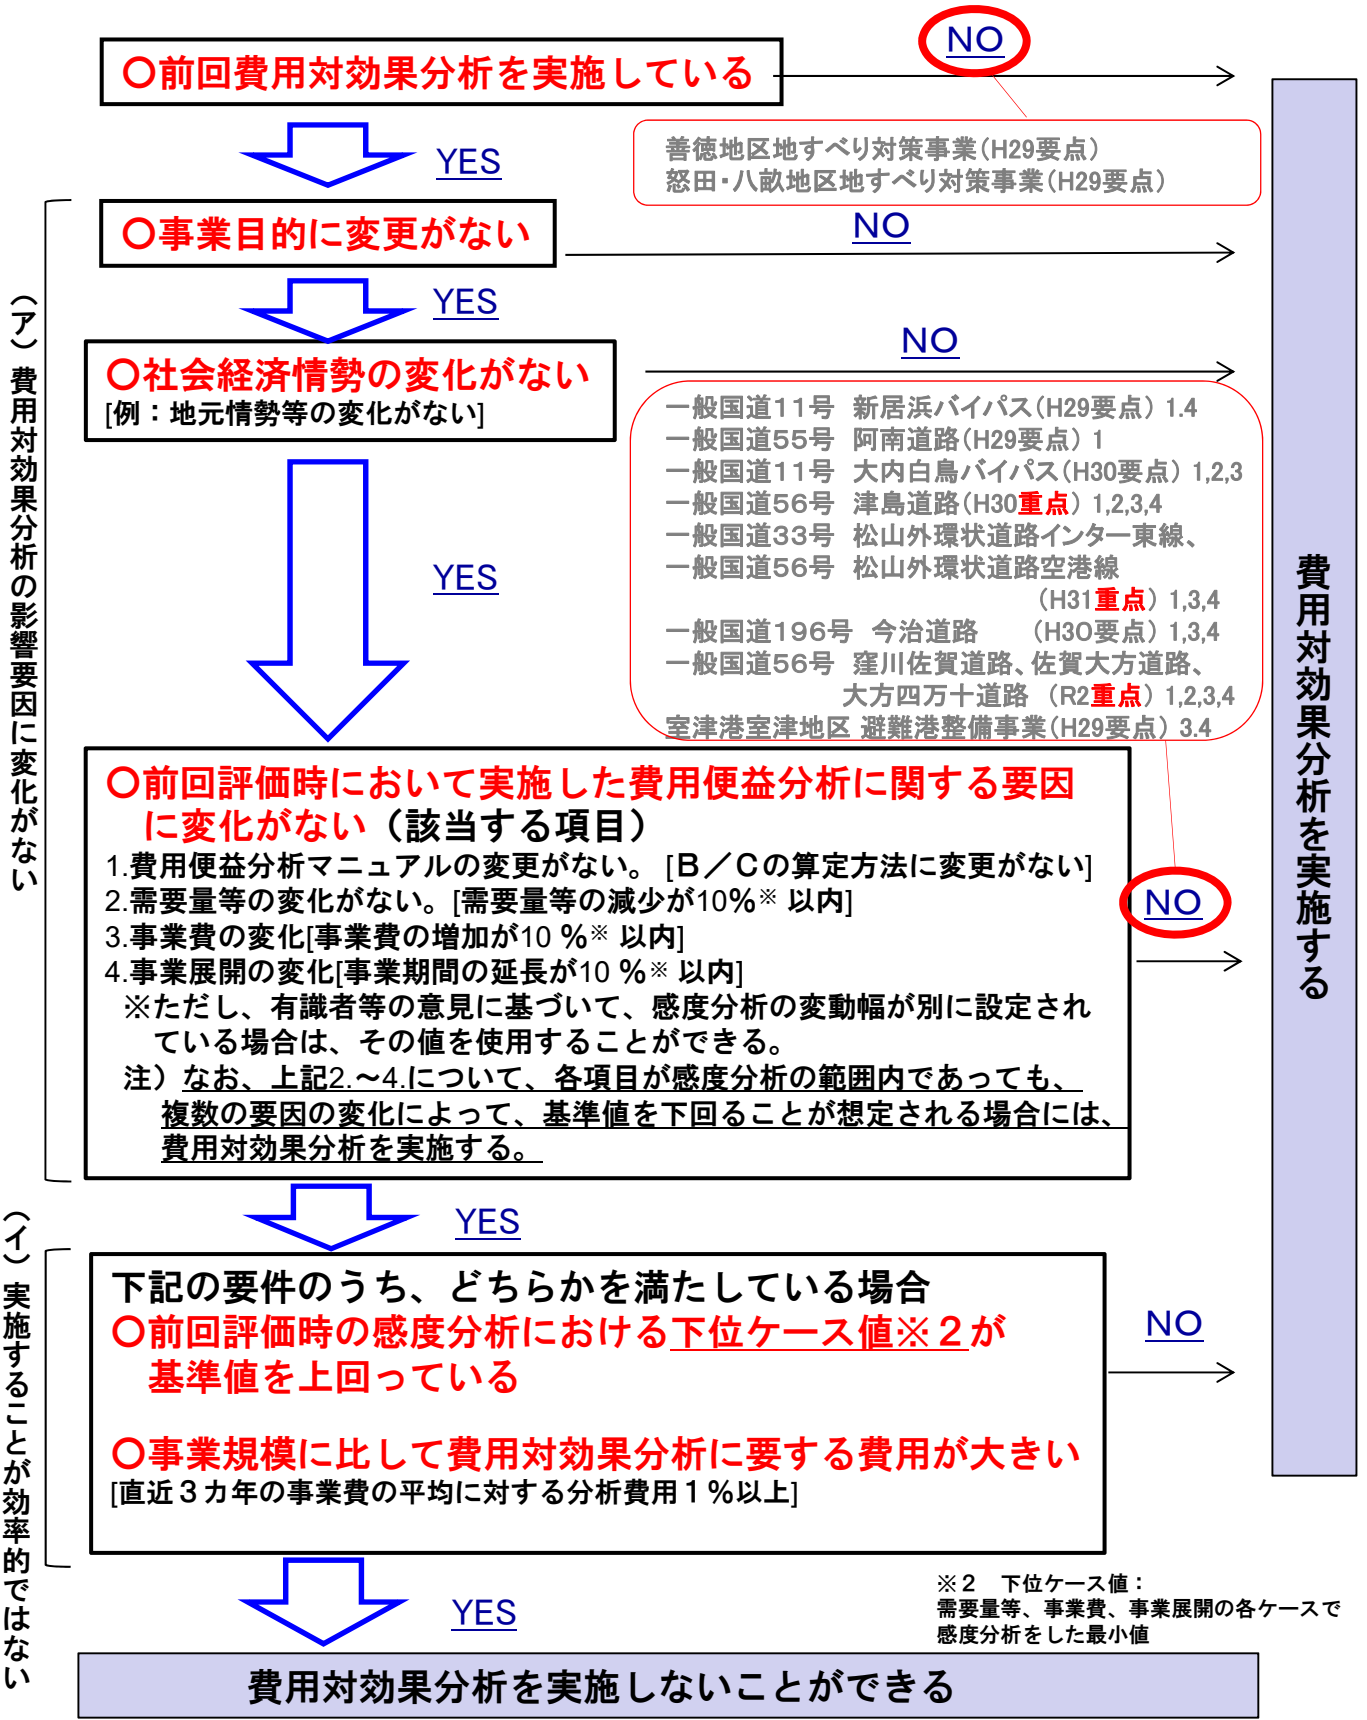 〇前回費用対効果分析を実施している
NO
善徳地区地すべり対策事業(H29要点)
怒田・八畝地区地すべり対策事業(H29要点)
YES
〇事業目的に変更がない
NO
YES
〇社会経済情勢の変化がない
[例：地元情勢等の変化がない]
NO
一般国道11号　新居浜バイパス(H29要点) 1.4
一般国道55号　阿南道路(H29要点) 1
一般国道11号　大内白鳥バイパス(H30要点) 1,2,3
一般国道56号　津島道路(H30重点) 1,2,3,4
一般国道33号　松山外環状道路インター東線、
一般国道56号　松山外環状道路空港線
(H31重点) 1,3,4
一般国道196号　今治道路　　(H30要点) 1,3,4
一般国道56号　窪川佐賀道路、佐賀大方道路、
大方四万十道路　(R2重点) 1,2,3,4
室津港室津地区 避難港整備事業(H29要点) 3.4
YES
〇前回評価時において実施した費用便益分析に関する要因
に変化がない（該当する項目）
1.費用便益分析マニュアルの変更がない。 [Ｂ／Ｃの算定方法に変更がない]
2.需要量等の変化がない。[需要量等の減少が10%※ 以内]
3.事業費の変化[事業費の増加が10 %※ 以内]
4.事業展開の変化[事業期間の延長が10 %※ 以内]
※ただし、有識者等の意見に基づいて、感度分析の変動幅が別に設定され
ている場合は、その値を使用することができる。
注）なお、上記2.～4.について、各項目が感度分析の範囲内であっても、
複数の要因の変化によって、基準値を下回ることが想定される場合には、
費用対効果分析を実施する。
NO
YES
下記の要件のうち、どちらかを満たしている場合
〇前回評価時の感度分析における下位ケース値※２が
基準値を上回っている
〇事業規模に比して費用対効果分析に要する費用が大きい
[直近３カ年の事業費の平均に対する分析費用１％以上]
NO
YES
※２　下位ケース値：
需要量等、事業費、事業展開の各ケースで
感度分析をした最小値
費用対効果分析を実施しないことができる
費用対効果分析を実施する
（ア）費用対効果分析の影響要因に変化がない
（イ）実施することが効率的ではない